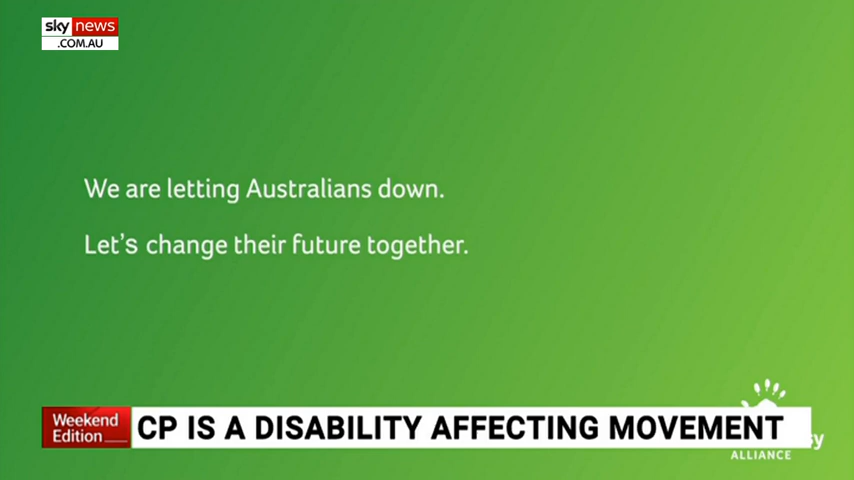 sky news
.COM.AU
We are letting Australians down.
Let's change their future together.
Weekend
Edition
CP IS A DISABILITY AFFECTING MOVEMENT
ALLIANCE